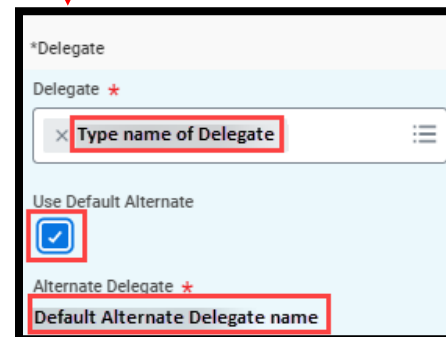 *Delegate
Delegate *
× Type name of Delegate
Use Default Alternate
Alternate Delegate *
Default Alternate Delegate name